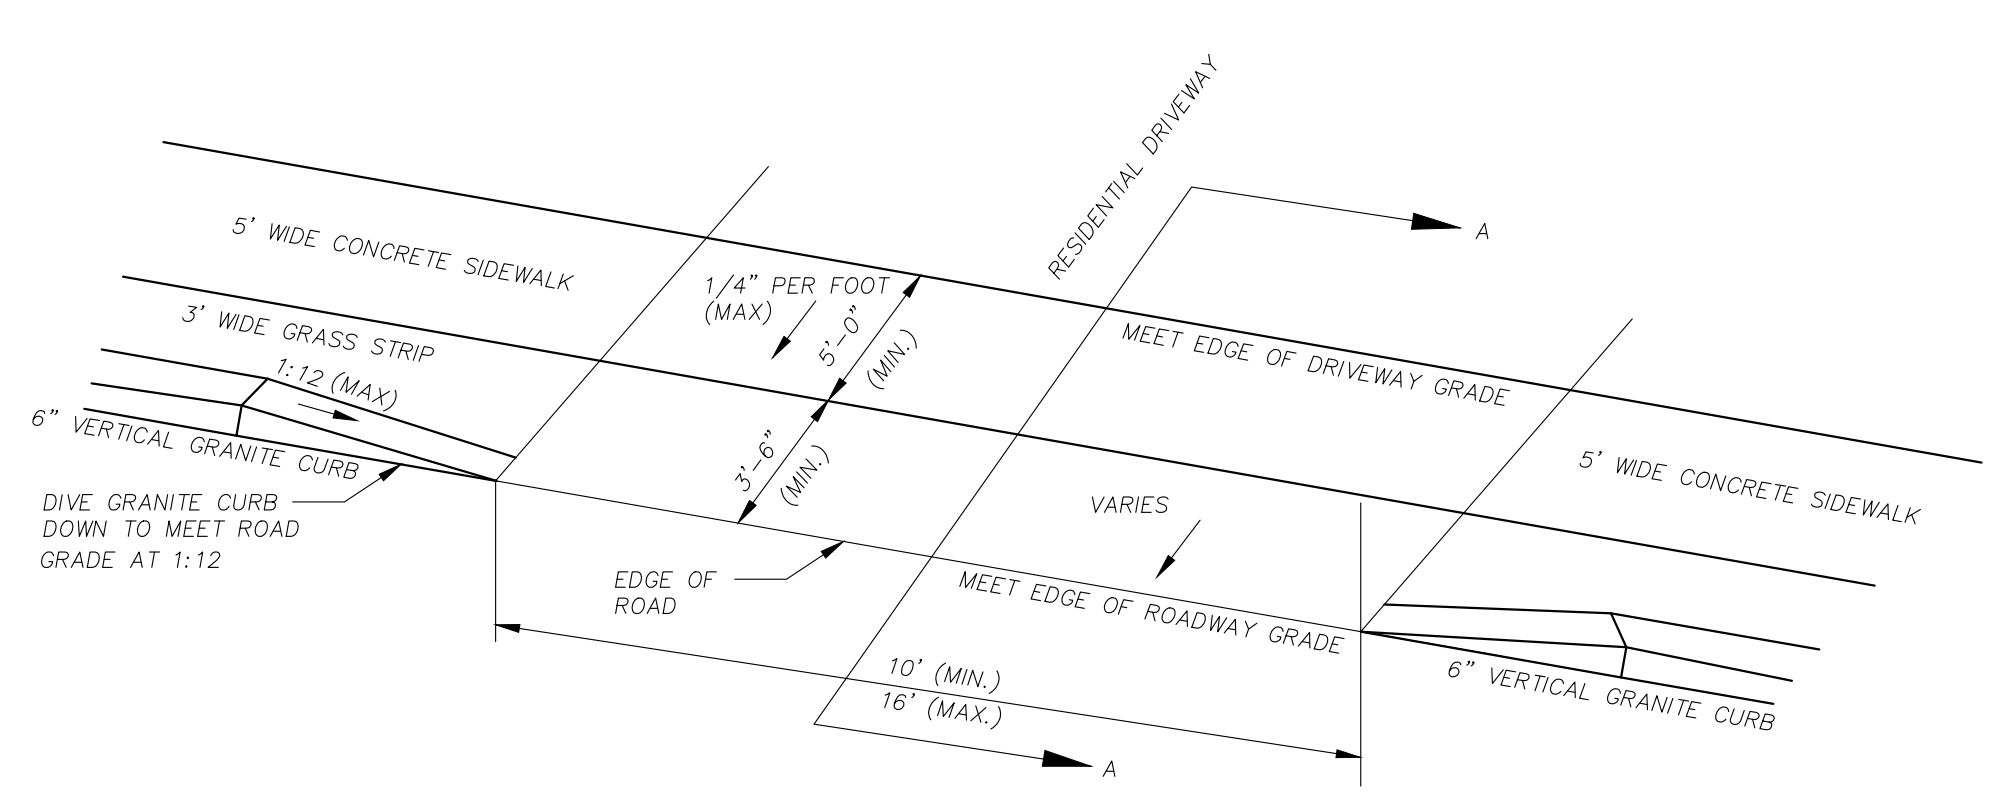 RESIDENTIAL DRIVEWAY
A
5' WIDE CONCRETE SIDEWALK
1/4" PER FOOT
(MAX)
5'-0"
(MIN.)
MEET EDGE OF DRIVEWAY GRADE
3' WIDE GRASS STRIP
1:12 (MAX)
6" VERTICAL GRANITE CURB
3'-6"
(MIN.)
5' WIDE CONCRETE SIDEWALK
VARIES
DIVE GRANITE CURB
DOWN TO MEET ROAD
GRADE AT 1:12
EDGE OF
ROAD
MEET EDGE OF ROADWAY GRADE
10' (MIN.)
16' (MAX.)
6" VERTICAL GRANITE CURB
A